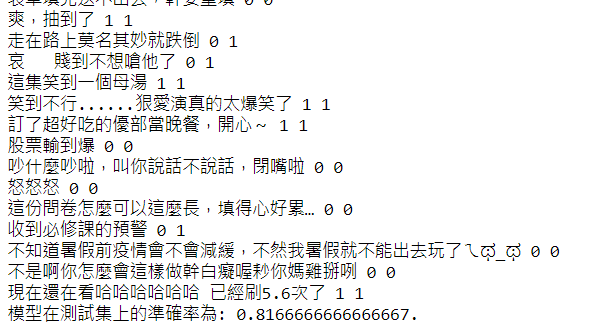 爽，抽到了 1 1
走在路上莫名其妙就跌倒 0 1
哀　 賤到不想嗆他了 0 1
這集笑到一個母湯 1 1
笑到不行......狠愛演真的太爆笑了 1 1
訂了超好吃的優部當晚餐，開心～ 1 1
股票輸到爆 0 0
吵什麼吵啦，叫你說話不說話，閉嘴啦 0 0
怒怒怒 0 0
這份問卷怎麼可以這麼長，填得心好累… 0 0
收到必修課的預警 0 1
不知道暑假前疫情會不會減緩，不然我暑假就不能出去玩了ㄟಥ_ಥ 0 0
不是啊你怎麼會這樣做幹白癡喔耖你媽雞掰咧 0 0
現在還在看哈哈哈哈哈哈 已經刷5.6次了 1 1
模型在測試集上的準確率為: 0.8166666666666667.